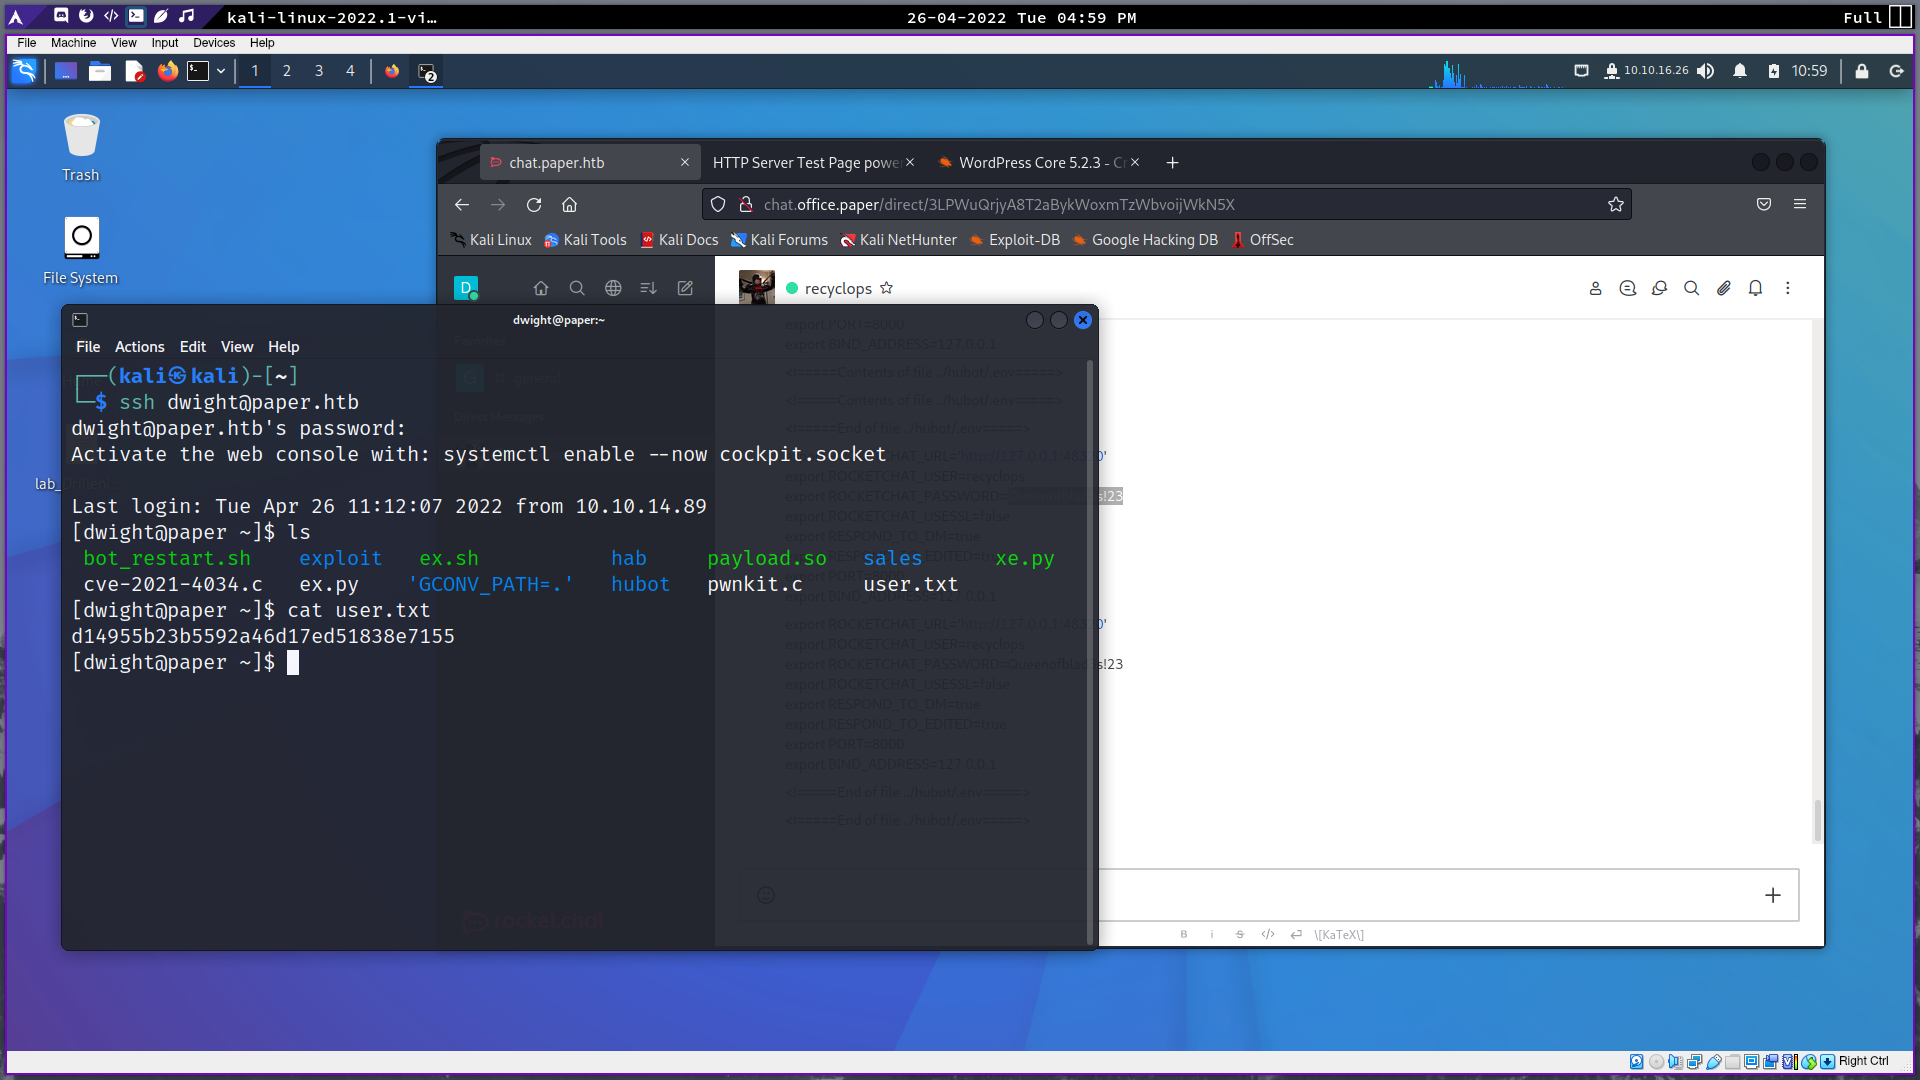 kali-linux-2022.1-vi…
26-04-2022 Tue 04:59 PM
Full
File Machine View Input Devices Help
1 2 3 4
2
10.10.16.26
10:59
Trash
File System
lab_
chat.paper.htb
HTTP Server Test Page powe
WordPress Core 5.2.3 - Cr
chat.office.paper/direct/3LPWuQrjyA8T2aBykWoxmTzWbvoijWkN5X
Kali Linux Kali Tools Kali Docs Kali Forums Kali NetHunter Exploit-DB Google Hacking DB OffSec
D
recyclops
dwight@paper:~
File Actions Edit View Help
┌──(kali㉿kali)-[~]
└─$ ssh dwight@paper.htb
dwight@paper.htb's password:
Activate the web console with: systemctl enable --now cockpit.socket
Last login: Tue Apr 26 11:12:07 2022 from 10.10.14.89
[dwight@paper ~]$ ls
bot_restart.sh exploit ex.sh hab payload.so sales xe.py
cve-2021-4034.c ex.py 'GCONV_PATH=.' hubot pwnkit.c user.txt
[dwight@paper ~]$ cat user.txt
d14955b23b5592a46d17ed51838e7155
[dwight@paper ~]$
export PORT=8000
export BIND_ADDRESS=127.0.0.1
<!=====Contents of file ../hubot/.env=====>
<!=====Contents of file ../hubot/.env=====>
<!=====End of file ../hubot/.env=====>
export ROCKETCHAT_USER=recyclops
export ROCKETCHAT_PASSWORD= s!23
export ROCKETCHAT_USESSL=false
export RESPOND_TO_DM=true
export RESPOND_TO_EDITED=true
export PORT=8000
export BIND_ADDRESS=127.0.0.1
export ROCKETCHAT_URL='http://127.0.0.1:48320'
export ROCKETCHAT_USER=recyclops
export ROCKETCHAT_PASSWORD=Queenofblad3s!23
export ROCKETCHAT_USESSL=false
export RESPOND_TO_DM=true
export RESPOND_TO_EDITED=true
export PORT=8000
export BIND_ADDRESS=127.0.0.1
<!=====End of file ../hubot/.env=====>
<!=====End of file ../hubot/.env=====>
rocket.chat
B i S </> \[KaTeX\]
Right Ctrl